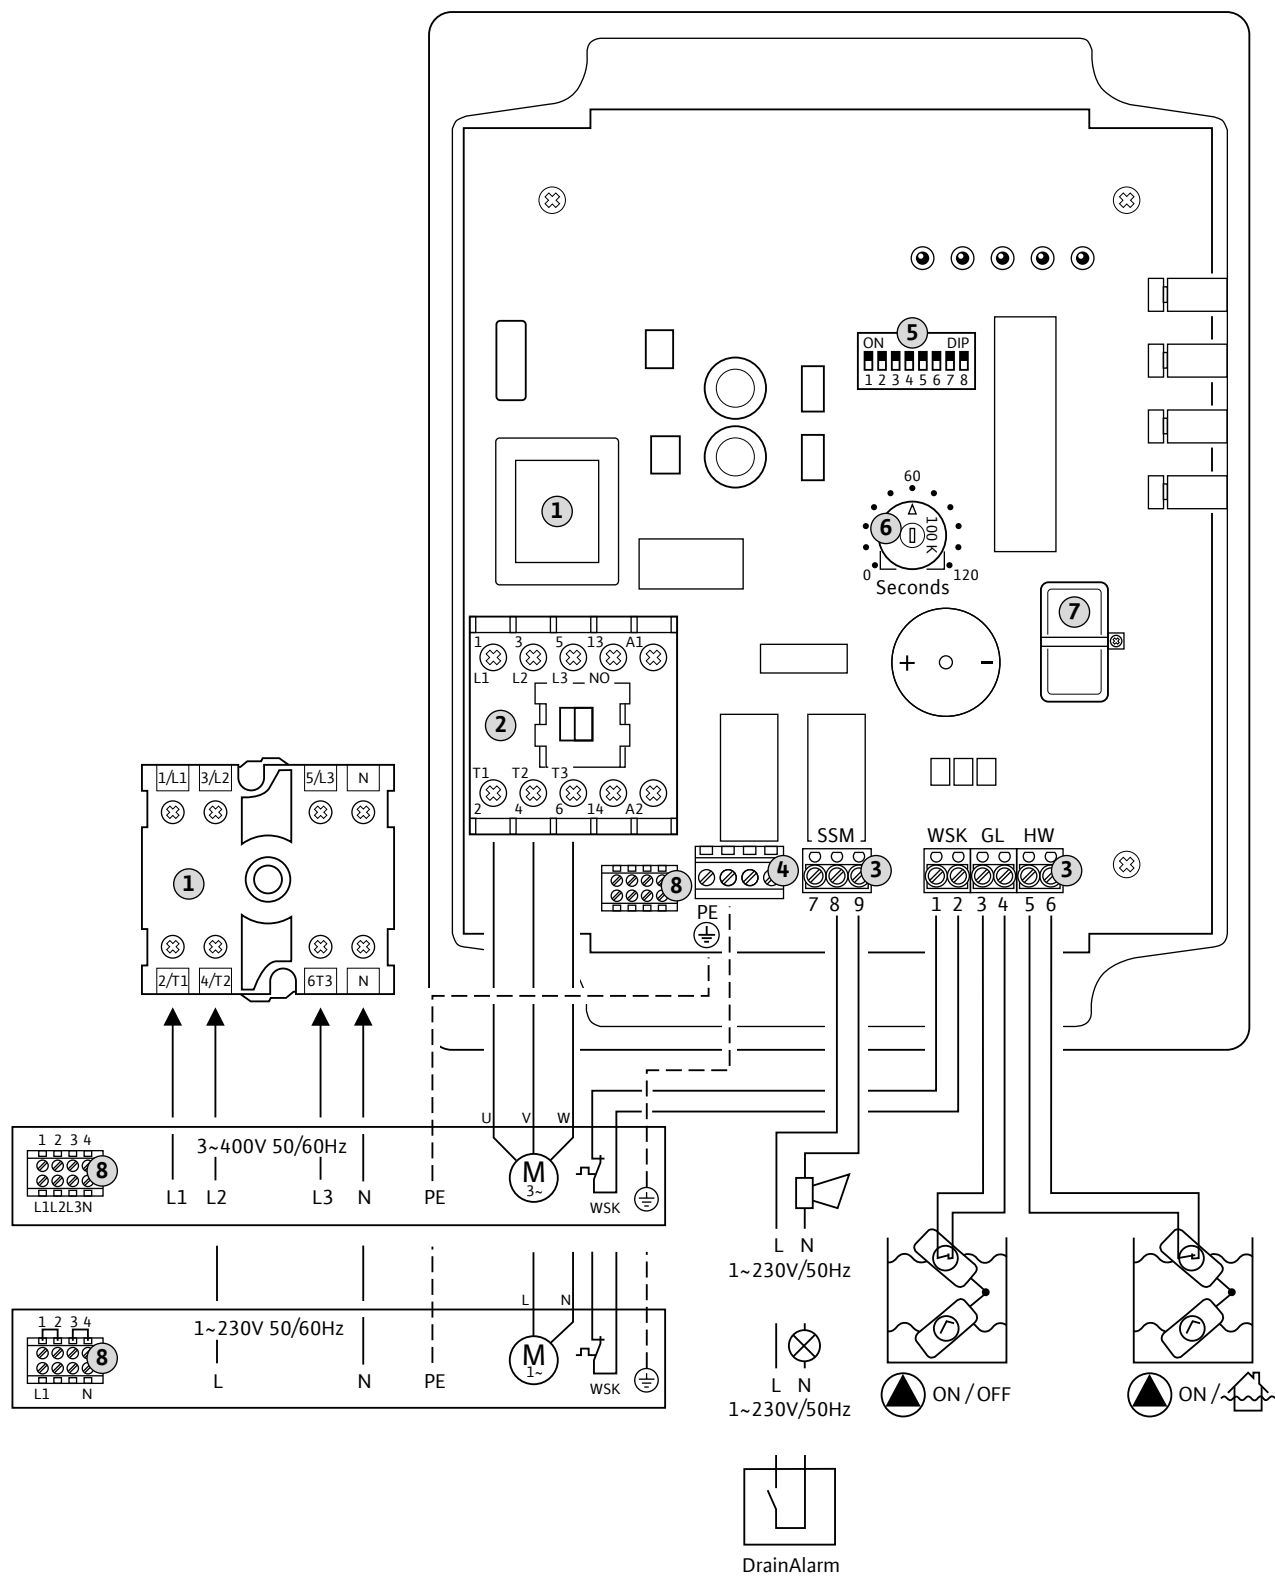 5
ON DIP
1 2 3 4 5 6 7 8
60
1
6
100 K
0 120
Seconds
7
+ −
1 3 5 13 A1
L1 L2 L3 NO
2
T1 T2 T3
2 4 6 14 A2
1/L1 3/L2 5/L3 N
1
2/T1 4/T2 6T3 N
SSM WSK GL HW
8 4 3 3
PE 7 8 9 1 2 3 4 5 6
U V W
1 2 3 4
3~400V 50/60Hz
8
L1L2L3N
L1 L2 L3 N PE
M
3~
WSK
L N
1~230V/50Hz
L N
1 2 3 4
1~230V 50/60Hz
8
L1 N
L N PE
M
1~
WSK
L N
1~230V/50Hz
ON/OFF
ON/
DrainAlarm